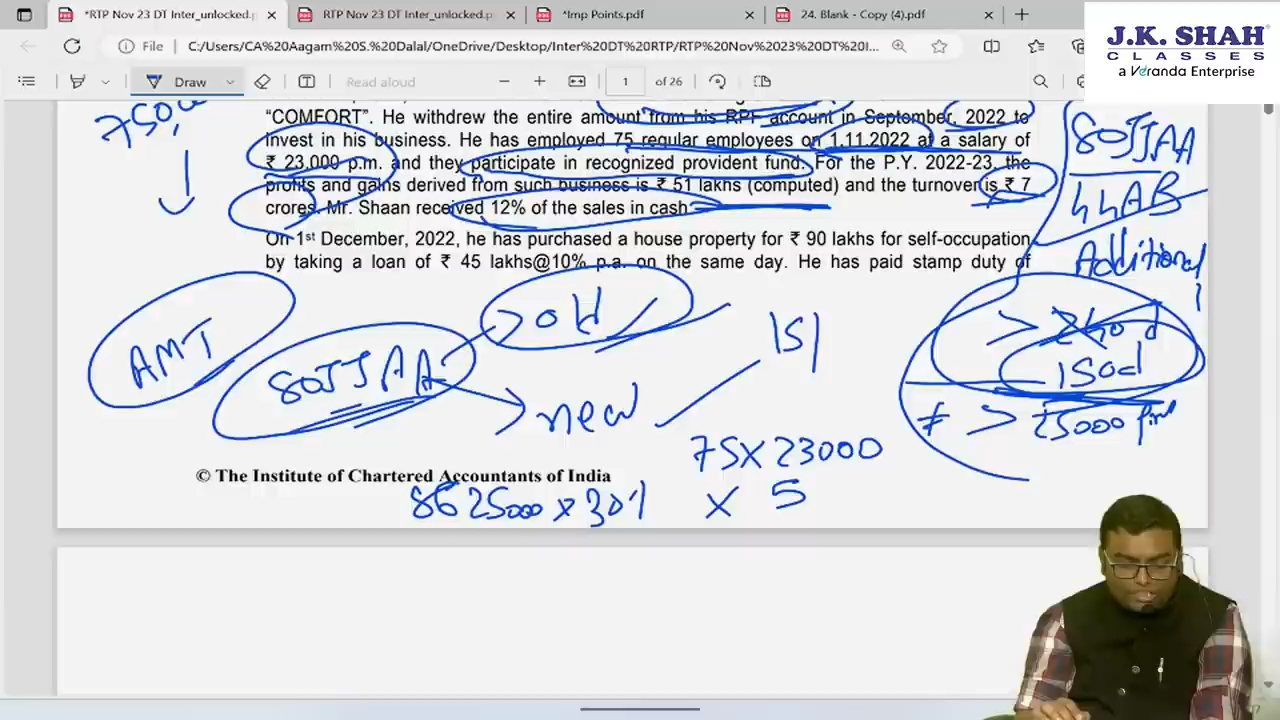 *RTP Nov 23 DT Inter_unlocked.p
RTP Nov 23 DT Inter_unlocked.p
*Imp Points.pdf
24. Blank - Copy (4).pdf
J.K. SHAH
CLASSES
a Veranda Enterprise
File
C:/Users/CA%20Aagam%20S.%20Dalal/OneDrive/Desktop/Inter%20DT%20RTP/RTP%20Nov%202023%20DT%20I...
Draw
Read aloud
1
of 26
"COMFORT". He withdrew the entire amount from his RPF account in September, 2022 to
invest in his business. He has employed 75 regular employees on 1.11.2022 at a salary of
₹ 23,000 p.m. and they participate in recognized provident fund. For the P.Y. 2022-23, the
profits and gains derived from such business is ₹ 51 lakhs (computed) and the turnover is ₹ 7
crores. Mr. Shaan received 12% of the sales in cash
On 1st December, 2022, he has purchased a house property for ₹ 90 lakhs for self-occupation
by taking a loan of ₹ 45 lakhs@10% p.a. on the same day. He has paid stamp duty of
80JJAA
44AB
Additional
> 240d
150d
≠ > 25000
AMT
80JJAA
old
new
75 x 23000
x 5
8625000 x 30%
© The Institute of Chartered Accountants of India